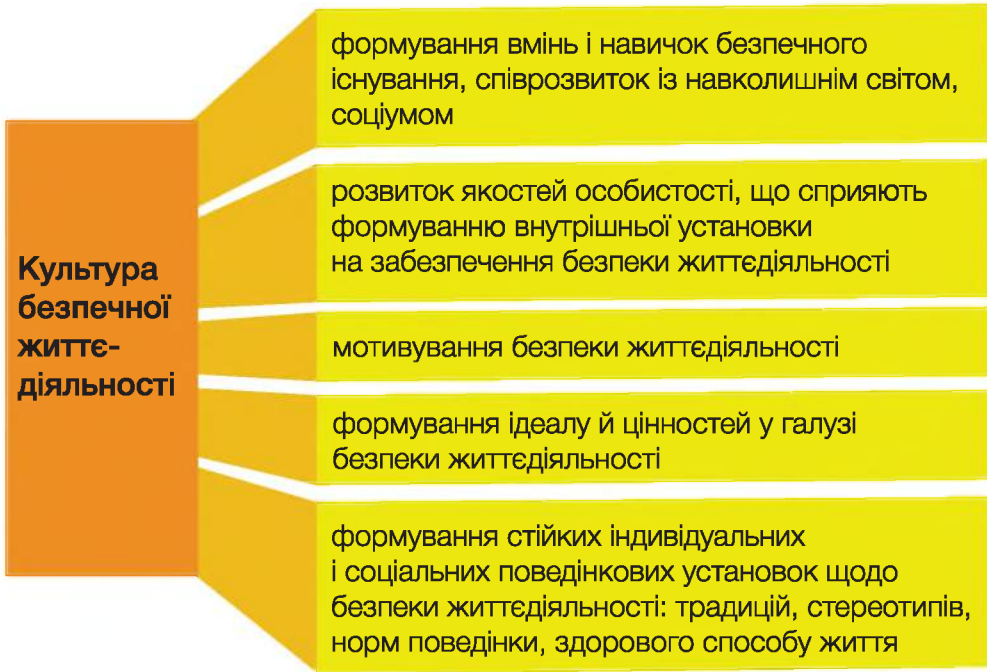 Культура
безпечної
життє-
діяльності
формування вмінь і навичок безпечного
існування, співрозвиток із навколишнім світом,
соціумом
розвиток якостей особистості, що сприяють
формуванню внутрішньої установки
на забезпечення безпеки життєдіяльності
мотивування безпеки життєдіяльності
формування ідеалу й цінностей у галузі
безпеки життєдіяльності
формування стійких індивідуальних
і соціальних поведінкових установок щодо
безпеки життєдіяльності: традицій, стереотипів,
норм поведінки, здорового способу життя